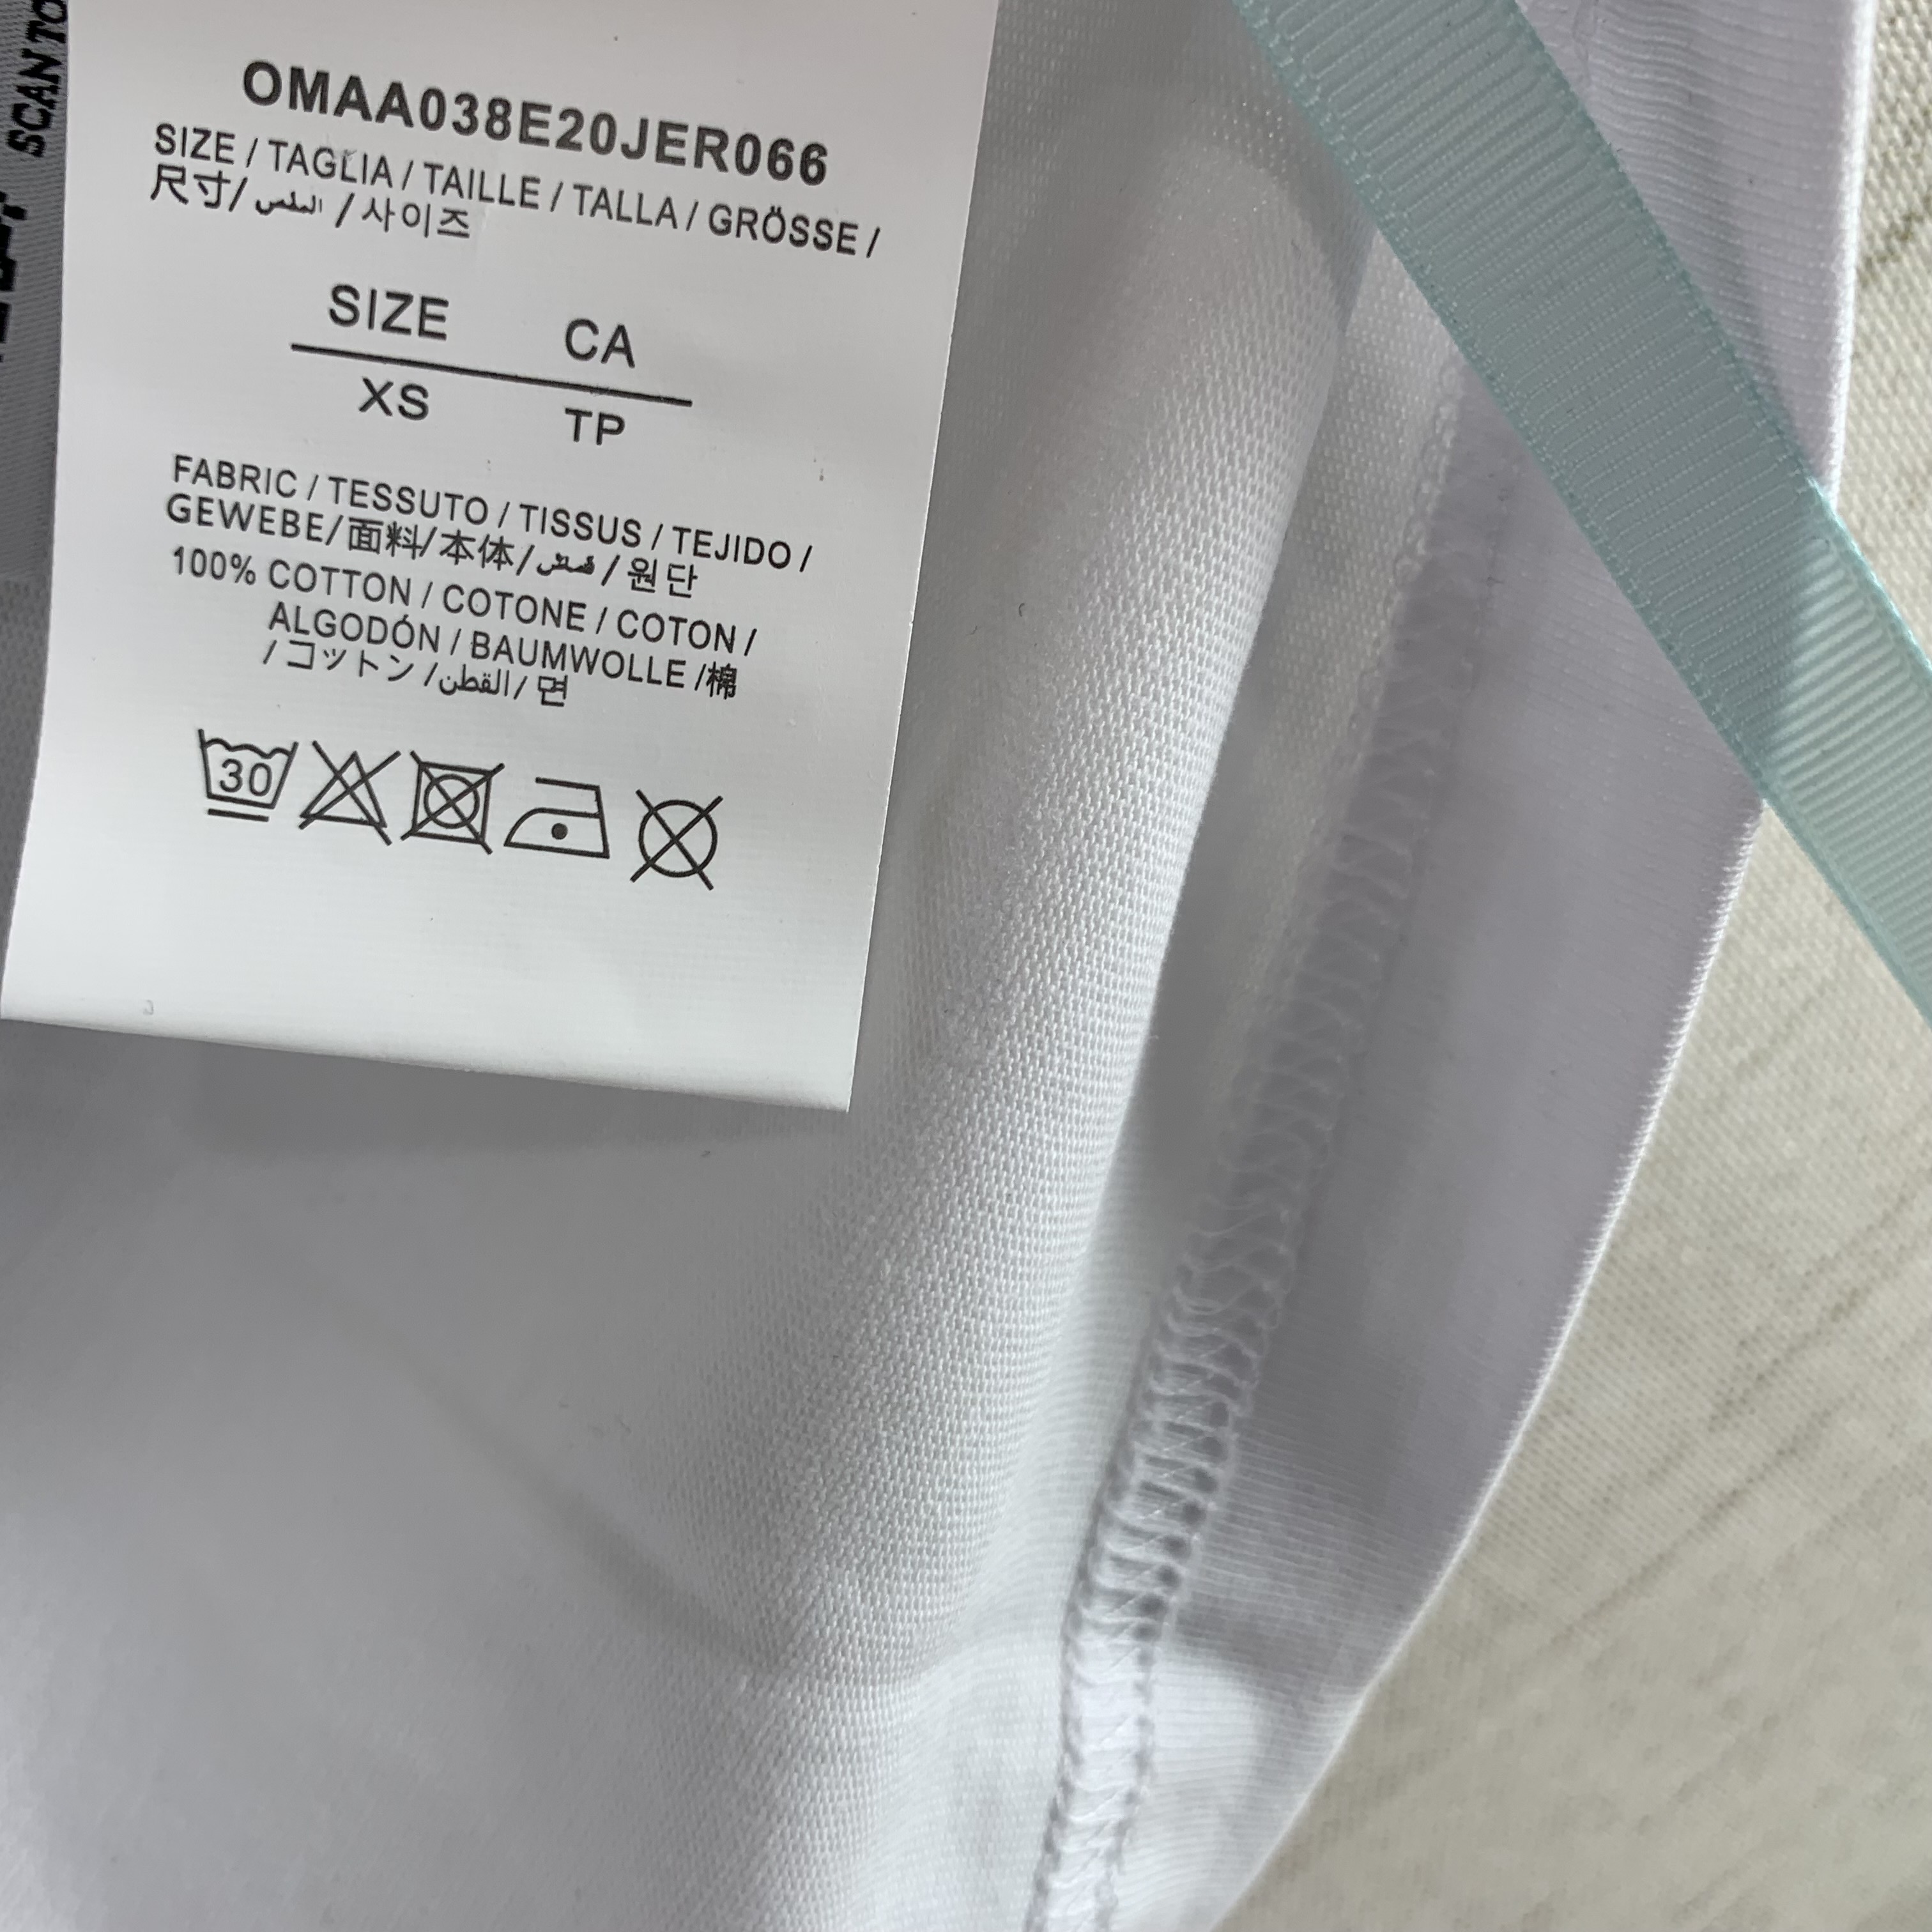 SCAN TO
OMAA038E20JER066
SIZE / TAGLIA / TAILLE / TALLA / GRÖSSE /
尺寸/ الملمس / 사이즈
SIZE CA
XS TP
FABRIC / TESSUTO / TISSUS / TEJIDO /
GEWEBE/面料/本体/ / 원단
100% COTTON / COTONE / COTON /
ALGODÓN / BAUMWOLLE /棉
/コットン /القطن/ 면
30